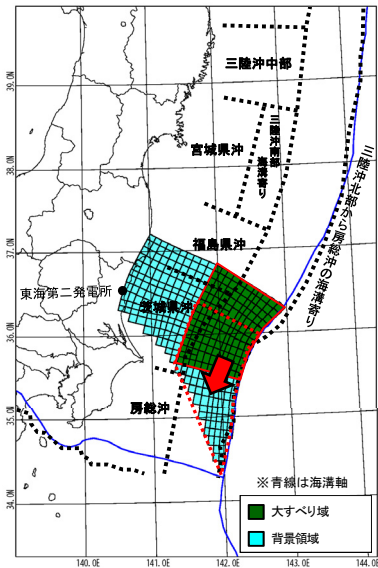 39.0N
38.0N
37.0N
36.0N
35.0N
34.0N
三陸沖中部
宮城県沖
三陸沖南部
海溝寄り
三陸沖北部から房総沖の海溝寄り
福島県沖
東海第二発電所
茨城県沖
房総沖
※青線は海溝軸
大すべり域
背景領域
140.0E
141.0E
142.0E
143.0E
144.0E